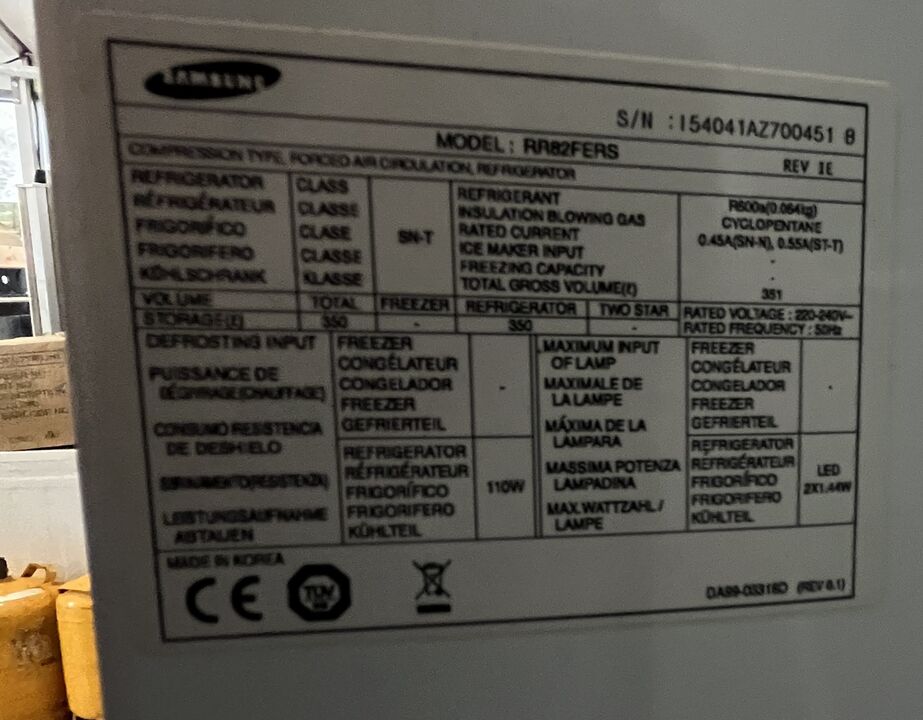 SAMSUNG
S/N : I54041AZ700451 B
MODEL : RR82FERS
REV IE
COMPRESSION TYPE, FORCED AIR CIRCULATION, REFRIGERATOR
REFRIGERATOR
RÉFRIGÉRATEUR
FRIGORÍFICO
FRIGORIFERO
KÜHLSCHRANK
CLASS
CLASSE
CLASE
CLASSE
KLASSE
SN-T
REFRIGERANT
INSULATION BLOWING GAS
RATED CURRENT
ICE MAKER INPUT
FREEZING CAPACITY
TOTAL GROSS VOLUME(ℓ)
R600a(0.064kg)
CYCLOPENTANE
0.45A(SN-N), 0.55A(ST-T)
-
-
351
VOLUME TOTAL FREEZER REFRIGERATOR TWO STAR
STORAGE(ℓ) 350 - 350 -
RATED VOLTAGE : 220-240V~
RATED FREQUENCY : 50Hz
DEFROSTING INPUT
PUISSANCE DE
DÉGIVRAGE(CHAUFFAGE)
CONSUMO RESISTENCIA
DE DESHIELO
(RESISTENZA)
LEISTUNGSAUFNAHME
ABTAUEN
FREEZER
CONGÉLATEUR
CONGELADOR
FREEZER
GEFRIERTEIL
-
REFRIGERATOR
RÉFRIGÉRATEUR
FRIGORÍFICO
FRIGORIFERO
KÜHLTEIL
110W
MAXIMUM INPUT
OF LAMP
MAXIMALE DE
LA LAMPE
MÁXIMA DE LA
LÁMPARA
MASSIMA POTENZA
LAMPADINA
MAX. WATTZAHL /
LAMPE
FREEZER
CONGÉLATEUR
CONGELADOR
FREEZER
GEFRIERTEIL
-
REFRIGERATOR
RÉFRIGÉRATEUR
FRIGORÍFICO
FRIGORIFERO
KÜHLTEIL
LED
2X1.44W
MADE IN KOREA
CE
TÜV
DA99-03316D (REV 0.1)